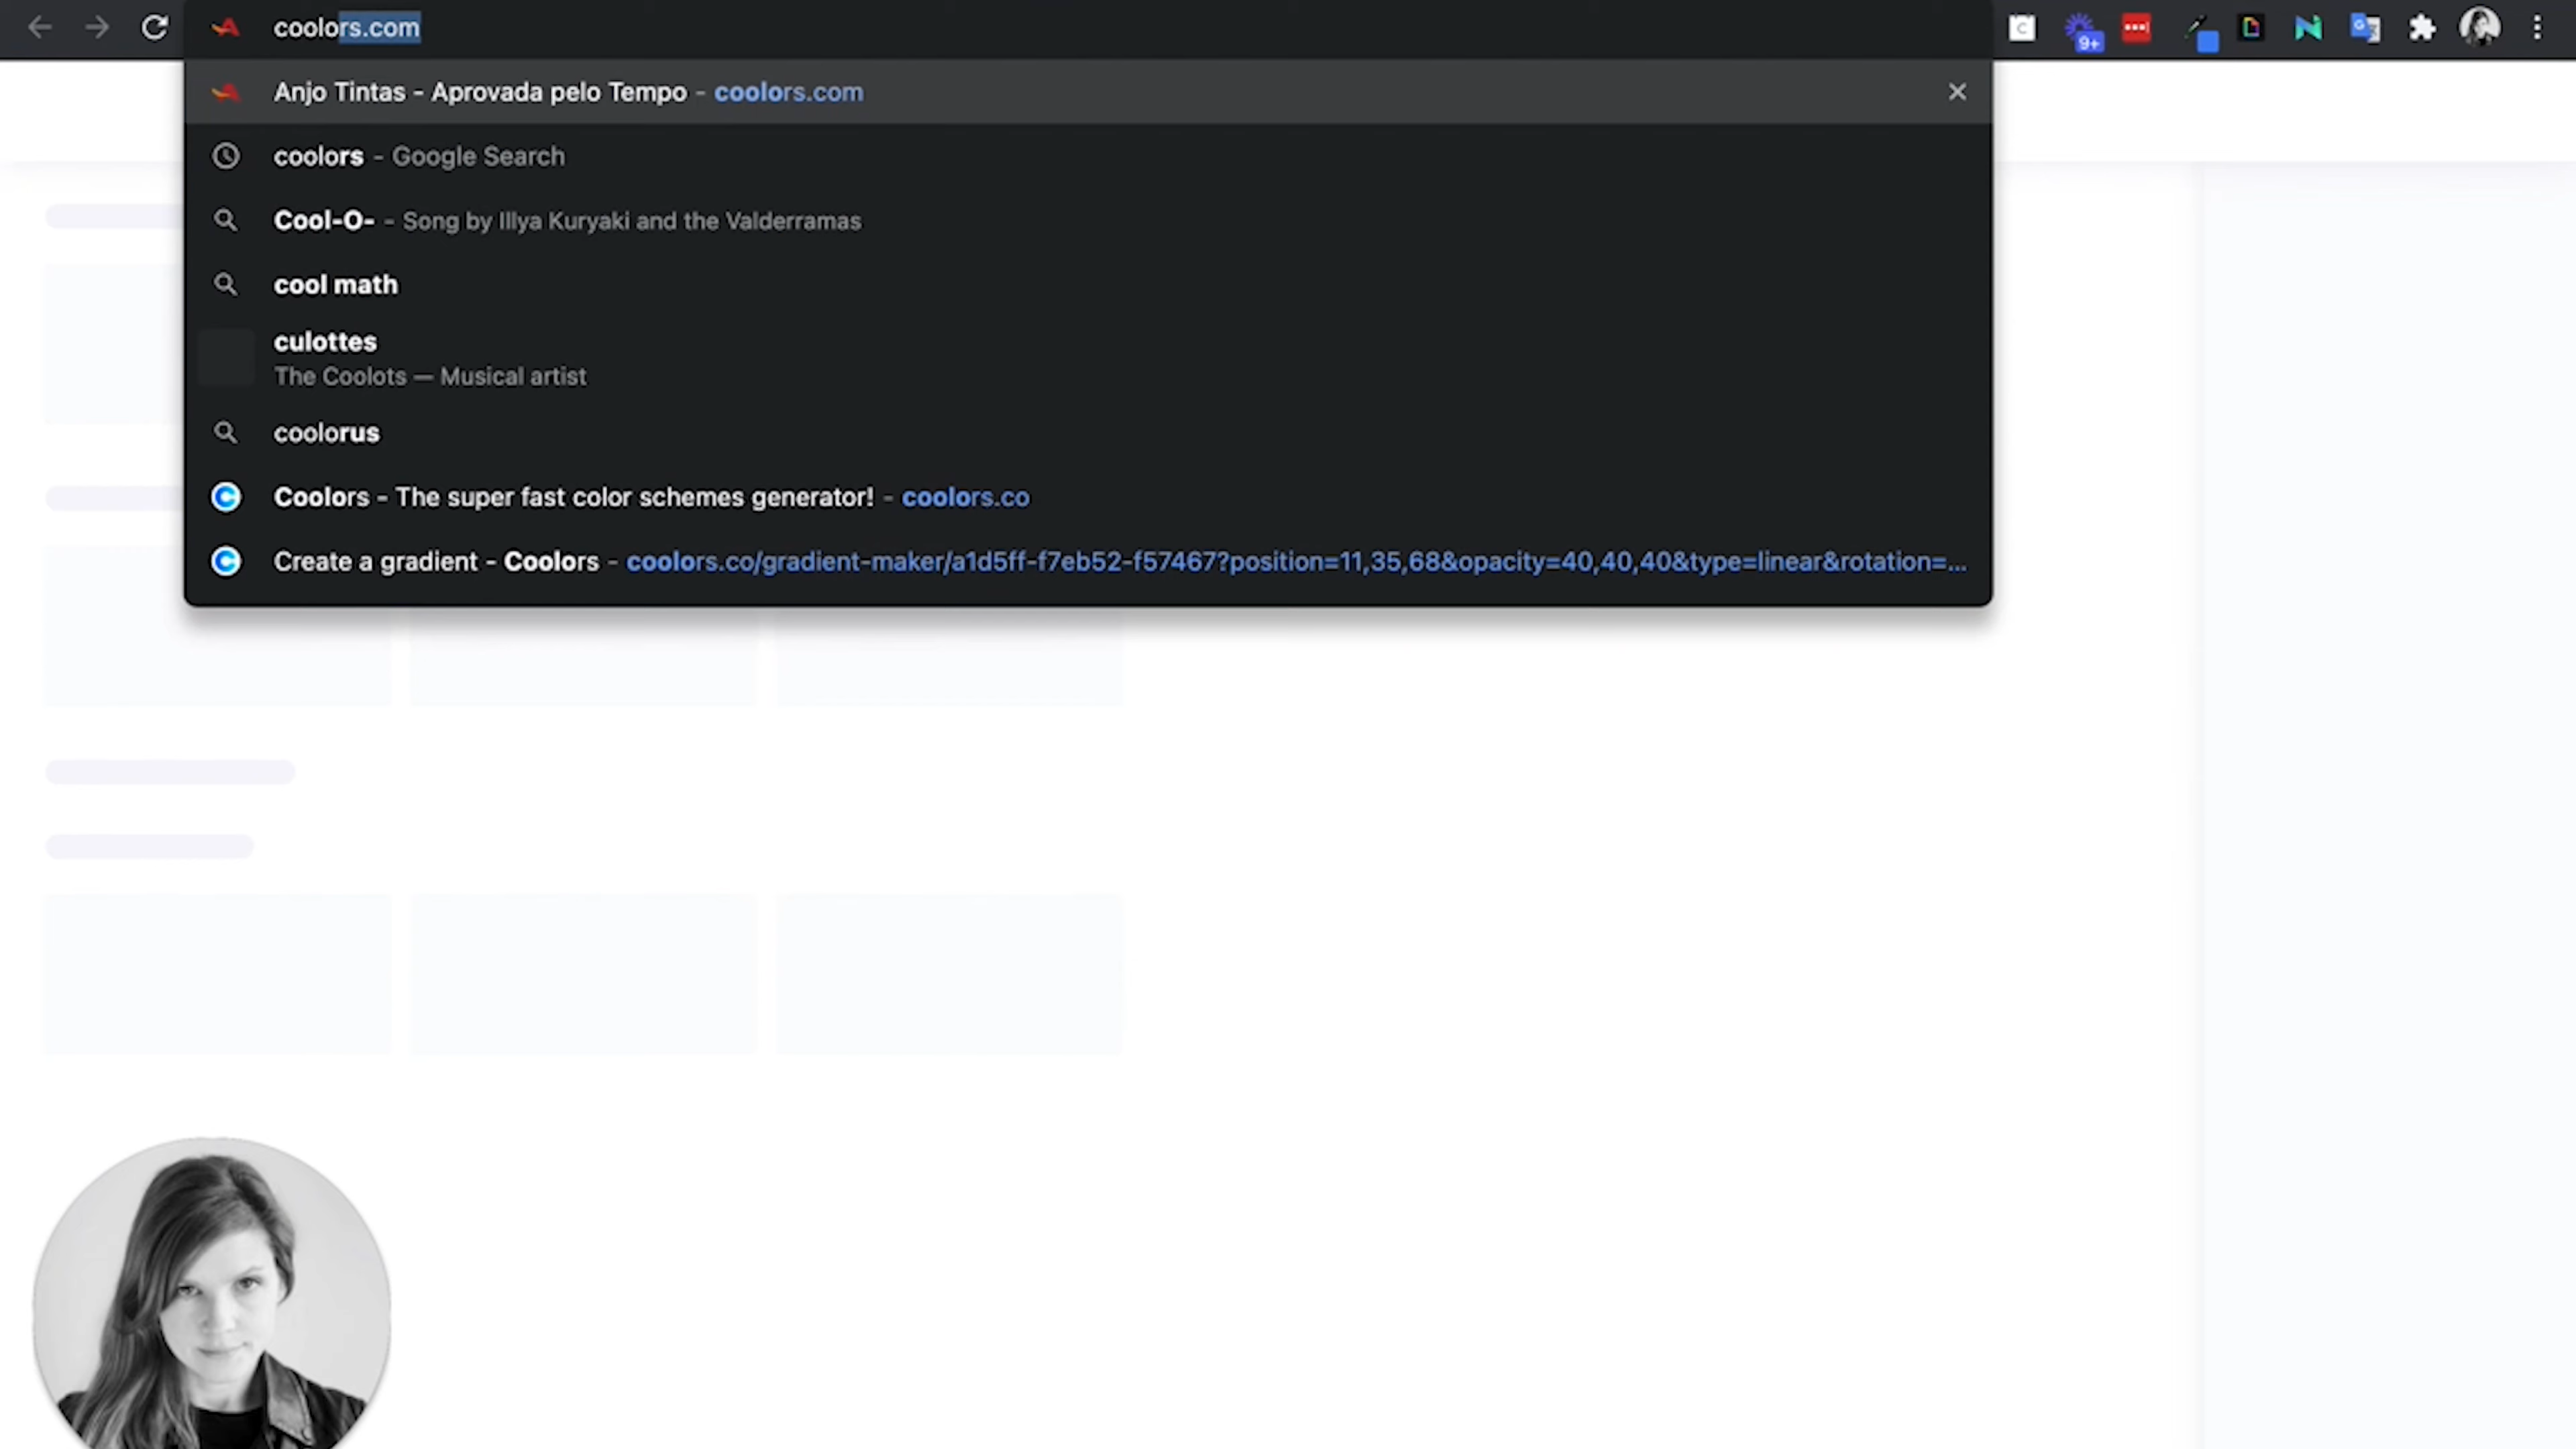 coolors.com
9+
Anjo Tintas - Aprovada pelo Tempo - coolors.com
coolors - Google Search
Cool-O- - Song by Illya Kuryaki and the Valderramas
cool math
culottes
The Coolots — Musical artist
coolorus
Coolors - The super fast color schemes generator! - coolors.co
Create a gradient - Coolors - coolors.co/gradient-maker/a1d5ff-f7eb52-f57467?position=11,35,68&opacity=40,40,40&type=linear&rotation=...